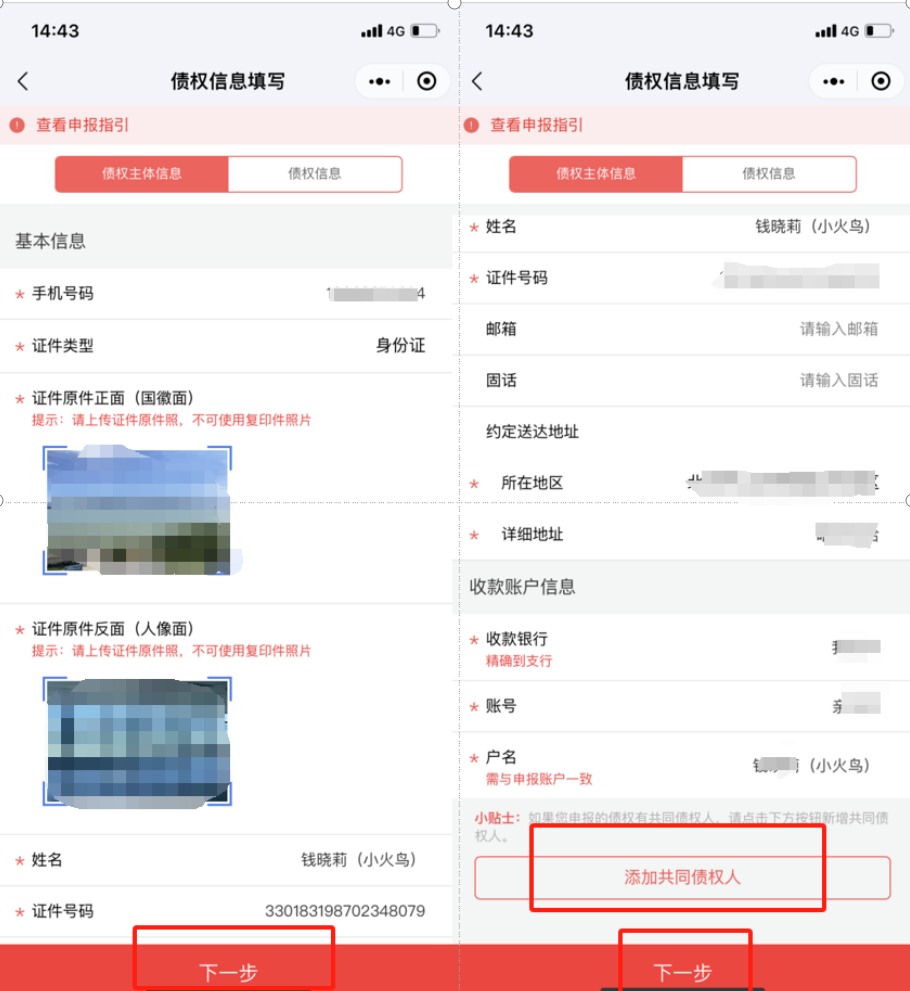 14:43
4G
债权信息填写
查看申报指引
债权主体信息
债权信息
基本信息
* 手机号码
4
* 证件类型 身份证
* 证件原件正面（国徽面）
提示：请上传证件原件照，不可使用复印件照片
* 证件原件反面（人像面）
提示：请上传证件原件照，不可使用复印件照片
* 姓名 钱晓莉（小火鸟）
* 证件号码 330183198702348079
下一步
14:43
4G
债权信息填写
查看申报指引
债权主体信息
债权信息
* 姓名 钱晓莉（小火鸟）
* 证件号码
邮箱 请输入邮箱
固话 请输入固话
约定送达地址
* 所在地区
* 详细地址
收款账户信息
* 收款银行
精确到支行
* 账号
* 户名 （小火鸟）
需与申报账户一致
小贴士：如果您申报的债权有共同债权人，请点击下方按钮新增共同债
权人。
添加共同债权人
下一步